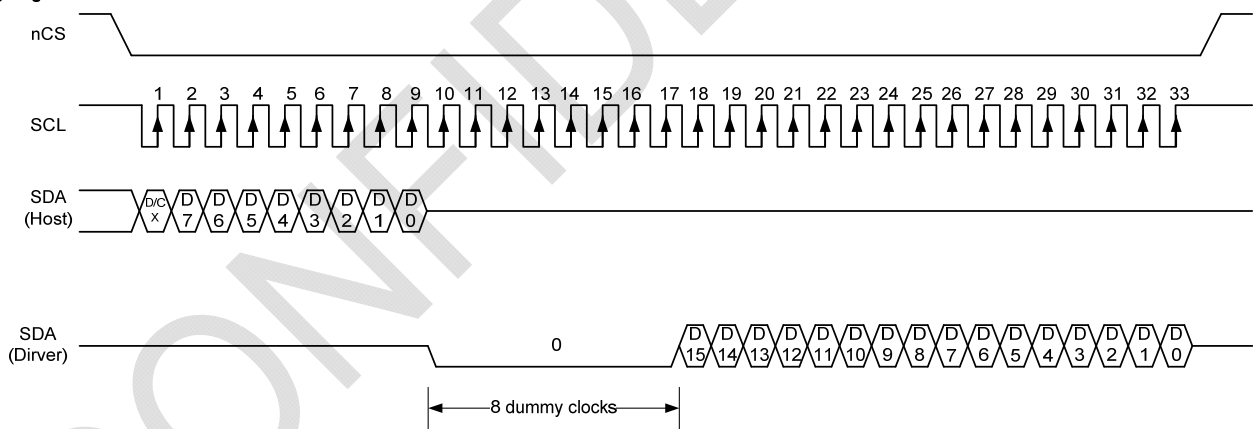 nCS
1 2 3 4 5 6 7 8 9 10 11 12 13 14 15 16 17 18 19 20 21 22 23 24 25 26 27 28 29 30 31 32 33
SCL
SDA
(Host)
D/C X D 7 D 6 D 5 D 4 D 3 D 2 D 1 D 0
SDA
(Dirver)
0
D 15 D 14 D 13 D 12 D 11 D 10 D 9 D 8 D 7 D 6 D 5 D 4 D 3 D 2 D 1 D 0
8 dummy clocks